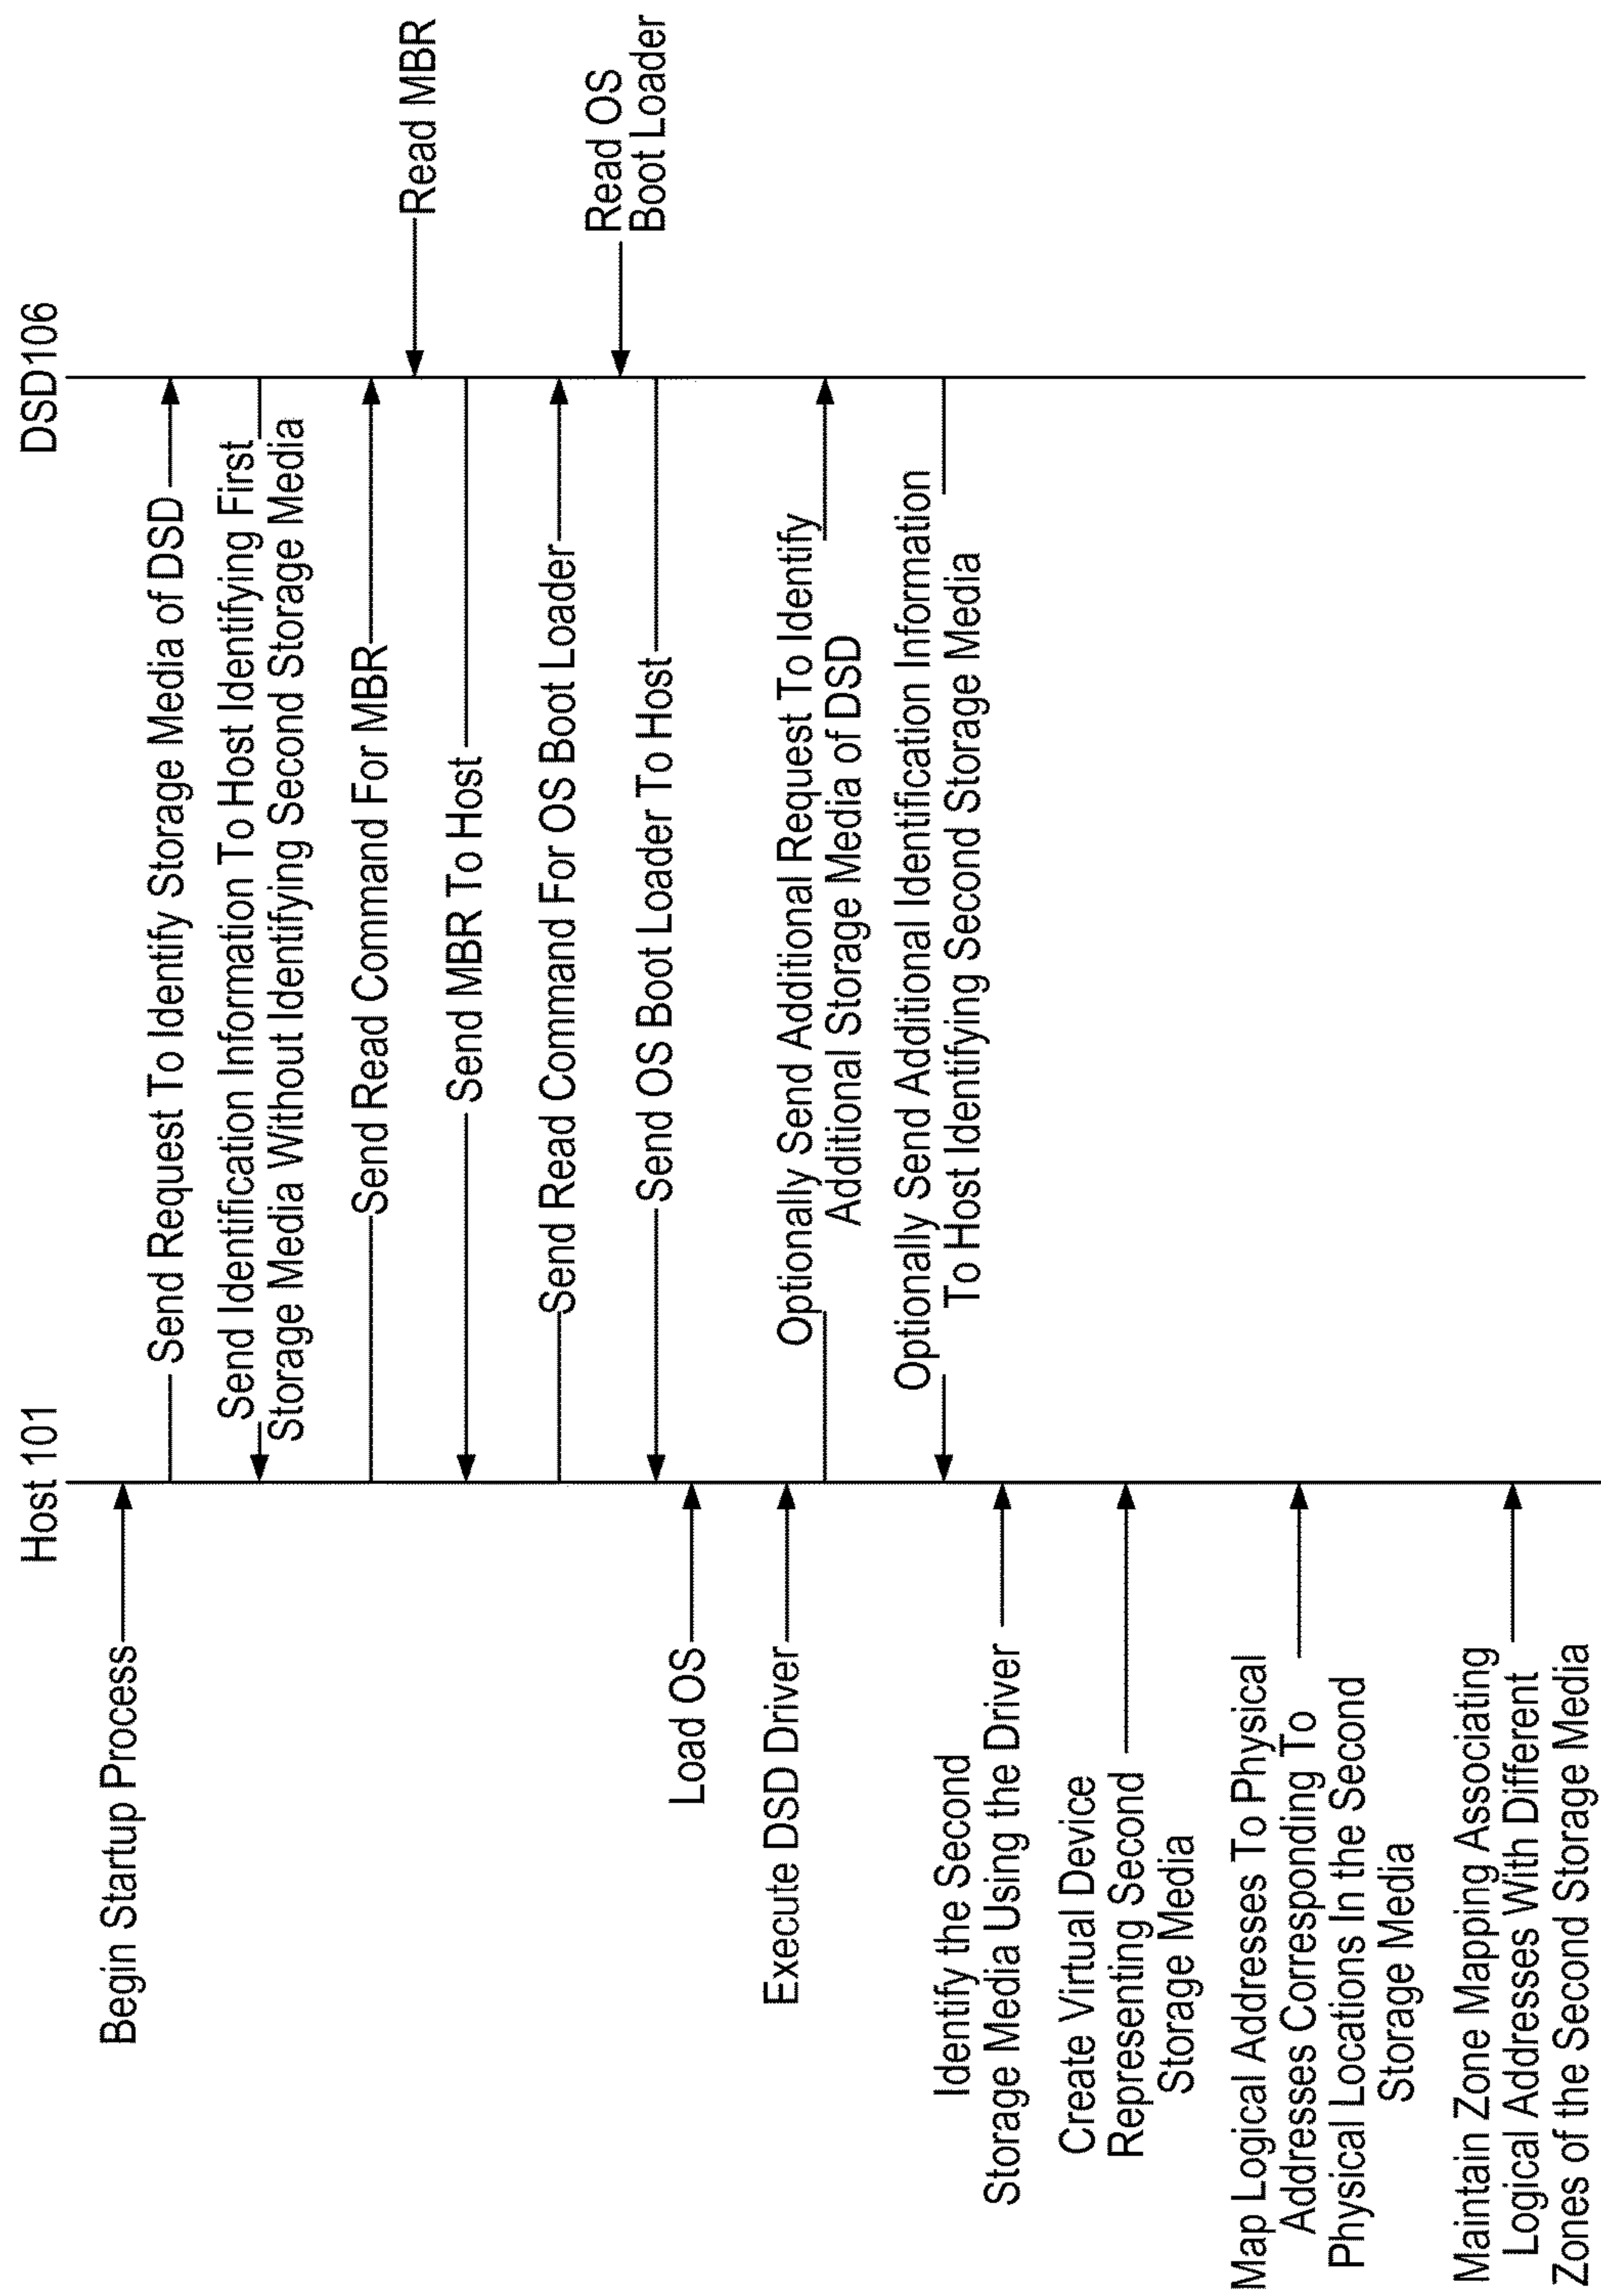 Host 101
DSD106
Begin Startup Process
Send Request To Identify Storage Media of DSD
Send Identification Information To Host Identifying First
Storage Media Without Identifying Second Storage Media
Send Read Command For MBR
Read MBR
Send MBR To Host
Send Read Command For OS Boot Loader
Read OS
Boot Loader
Send OS Boot Loader To Host
Load OS
Execute DSD Driver
Optionally Send Additional Request To Identify
Additional Storage Media of DSD
Optionally Send Additional Identification Information
To Host Identifying Second Storage Media
Identify the Second
Storage Media Using the Driver
Create Virtual Device
Representing Second
Storage Media
Map Logical Addresses To Physical
Addresses Corresponding To
Physical Locations In the Second
Storage Media
Maintain Zone Mapping Associating
Logical Addresses With Different
Zones of the Second Storage Media